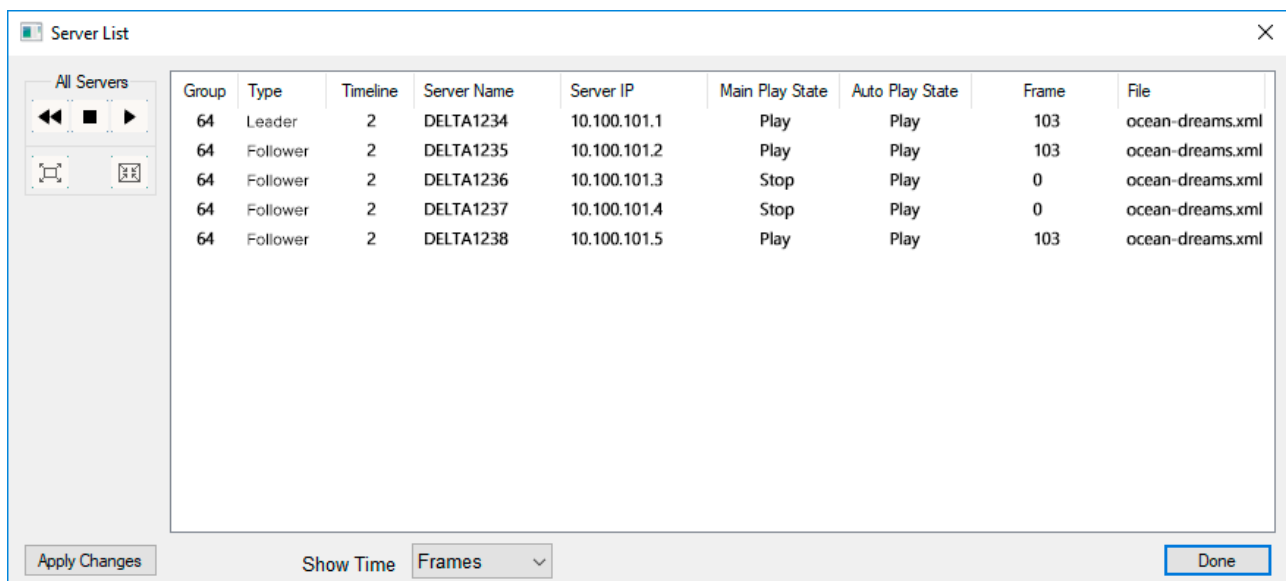 Server List
All Servers
Group Type Timeline Server Name Server IP Main Play State Auto Play State Frame File
64 Leader 2 DELTA1234 10.100.101.1 Play Play 103 ocean-dreams.xml
64 Follower 2 DELTA1235 10.100.101.2 Play Play 103 ocean-dreams.xml
64 Follower 2 DELTA1236 10.100.101.3 Stop Play 0 ocean-dreams.xml
64 Follower 2 DELTA1237 10.100.101.4 Stop Play 0 ocean-dreams.xml
64 Follower 2 DELTA1238 10.100.101.5 Play Play 103 ocean-dreams.xml
Apply Changes Show Time Frames Done